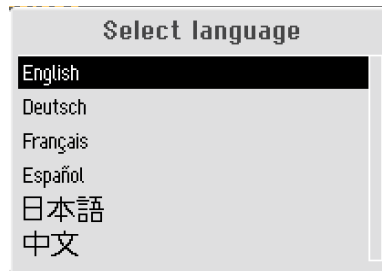 Select language
English
Deutsch
Français
Español
日本語
中文